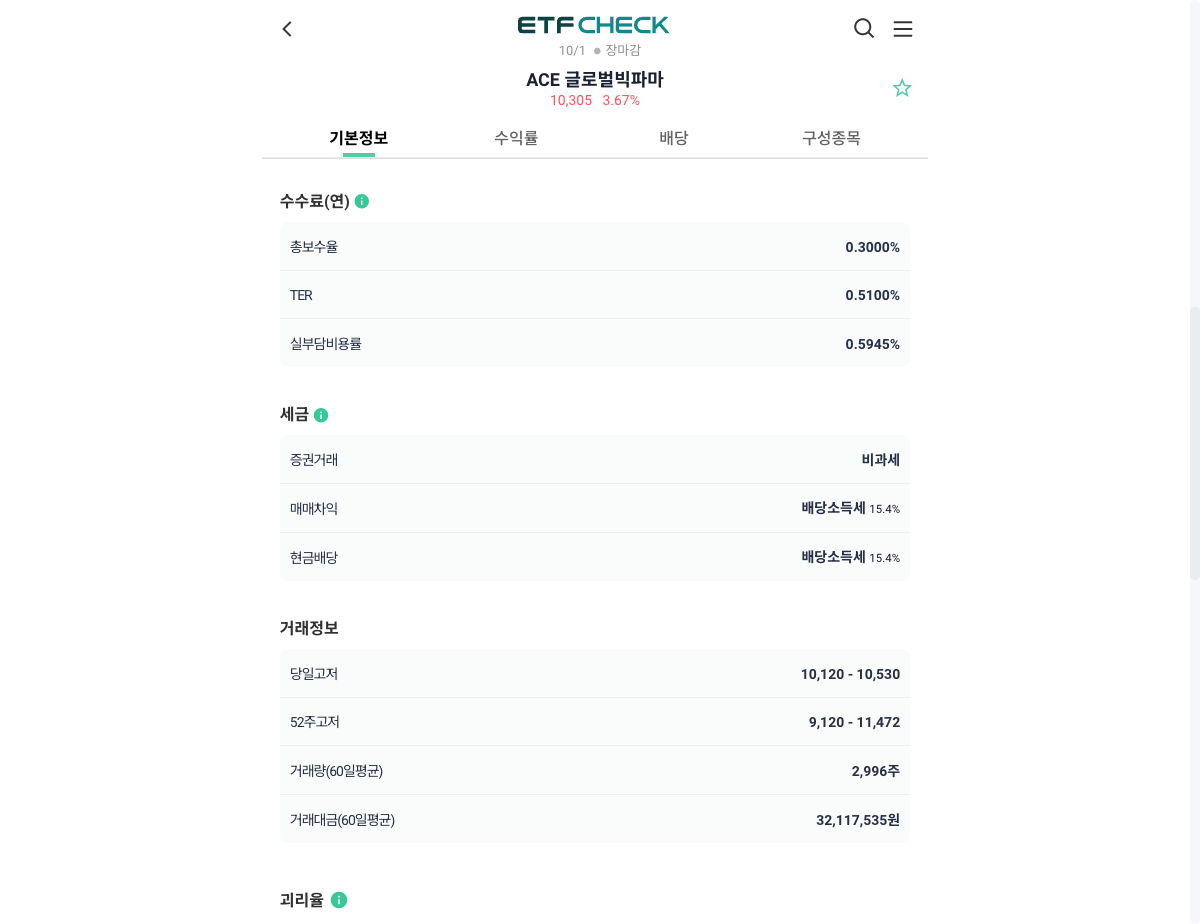 ETF CHECK
10/1 ● 장마감
ACE 글로벌빅파마
10,305 3.67%
기본정보 수익률 배당 구성종목
수수료(연)
총보수율 0.3000%
TER 0.5100%
실부담비용률 0.5945%
세금
증권거래 비과세
매매차익 배당소득세 15.4%
현금배당 배당소득세 15.4%
거래정보
당일고저 10,120 - 10,530
52주고저 9,120 - 11,472
거래량(60일평균) 2,996주
거래대금(60일평균) 32,117,535원
괴리율